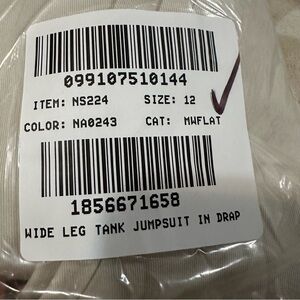 099107510144
ITEM: NS224 SIZE: 12
COLOR: NA0243 CAT: MWFLAT
1856671658
WIDE LEG TANK JUMPSUIT IN DRAP